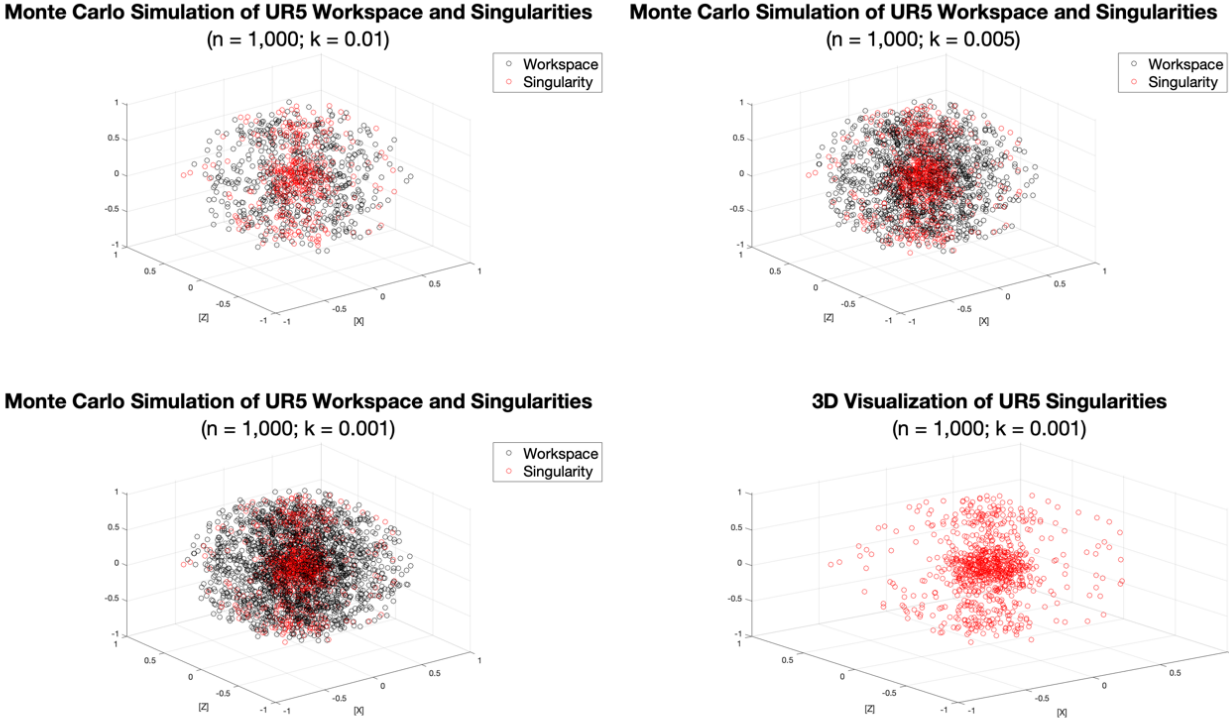 Monte Carlo Simulation of UR5 Workspace and Singularities
(n = 1,000; k = 0.01)
Workspace
Singularity
1
0.5
0
-0.5
-1
1
0.5
0
-0.5
-1
-1
-0.5
0
0.5
1
[Z]
[X]
Monte Carlo Simulation of UR5 Workspace and Singularities
(n = 1,000; k = 0.005)
Workspace
Singularity
1
0.5
0
-0.5
-1
1
0.5
0
-0.5
-1
-1
-0.5
0
0.5
1
[Z]
[X]
Monte Carlo Simulation of UR5 Workspace and Singularities
(n = 1,000; k = 0.001)
Workspace
Singularity
1
0.5
0
-0.5
-1
1
0.5
0
-0.5
-1
-1
-0.5
0
0.5
1
[Z]
[X]
3D Visualization of UR5 Singularities
(n = 1,000; k = 0.001)
1
0.5
0
-0.5
-1
1
0.5
0
-0.5
-1
-1
-0.5
0
0.5
[Z]
[X]